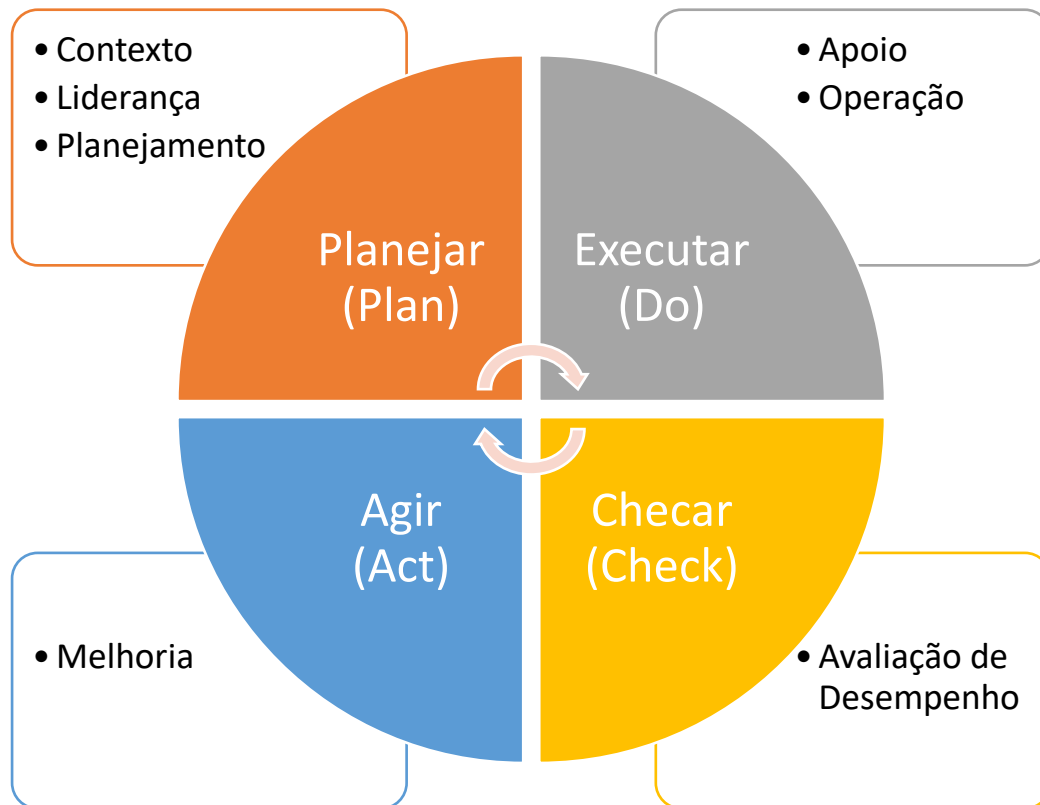 • Contexto
• Liderança
• Planejamento
• Apoio
• Operação
Planejar
(Plan)
Executar
(Do)
Agir
(Act)
Checar
(Check)
• Melhoria
• Avaliação de
Desempenho